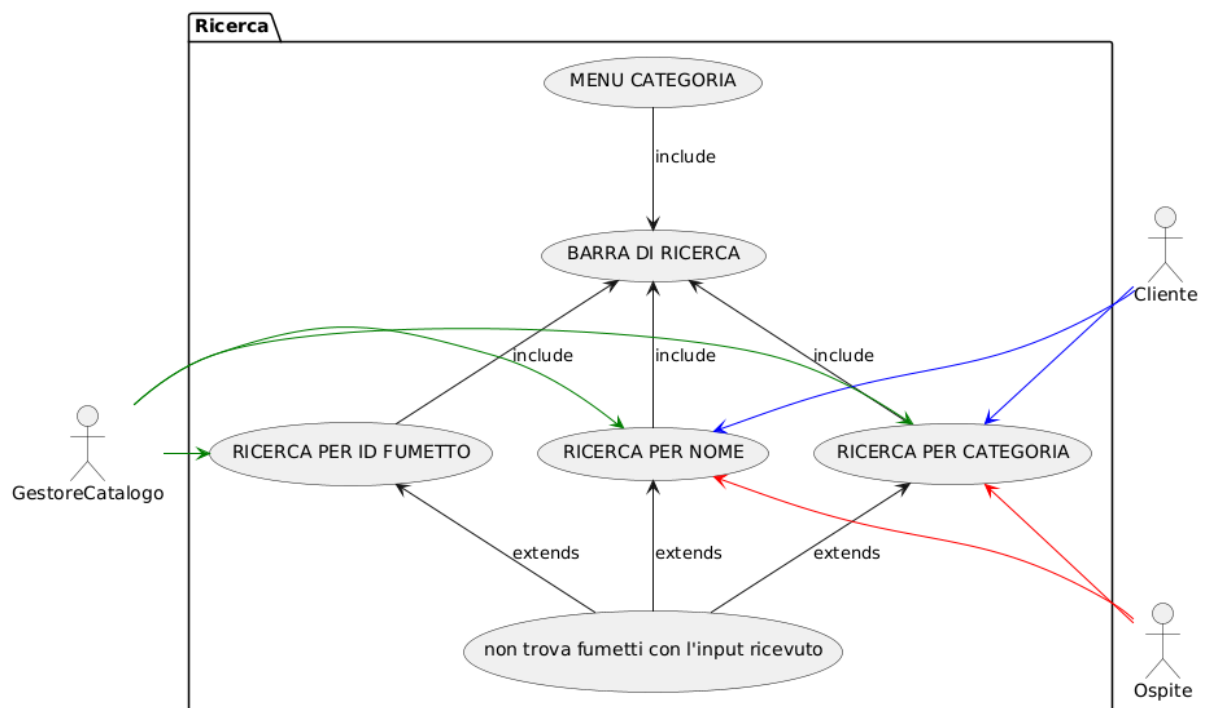 Ricerca
MENU CATEGORIA
include
BARRA DI RICERCA
Cliente
include
include
include
RICERCA PER ID FUMETTO
RICERCA PER NOME
RICERCA PER CATEGORIA
GestoreCatalogo
extends
extends
extends
non trova fumetti con l'input ricevuto
Ospite